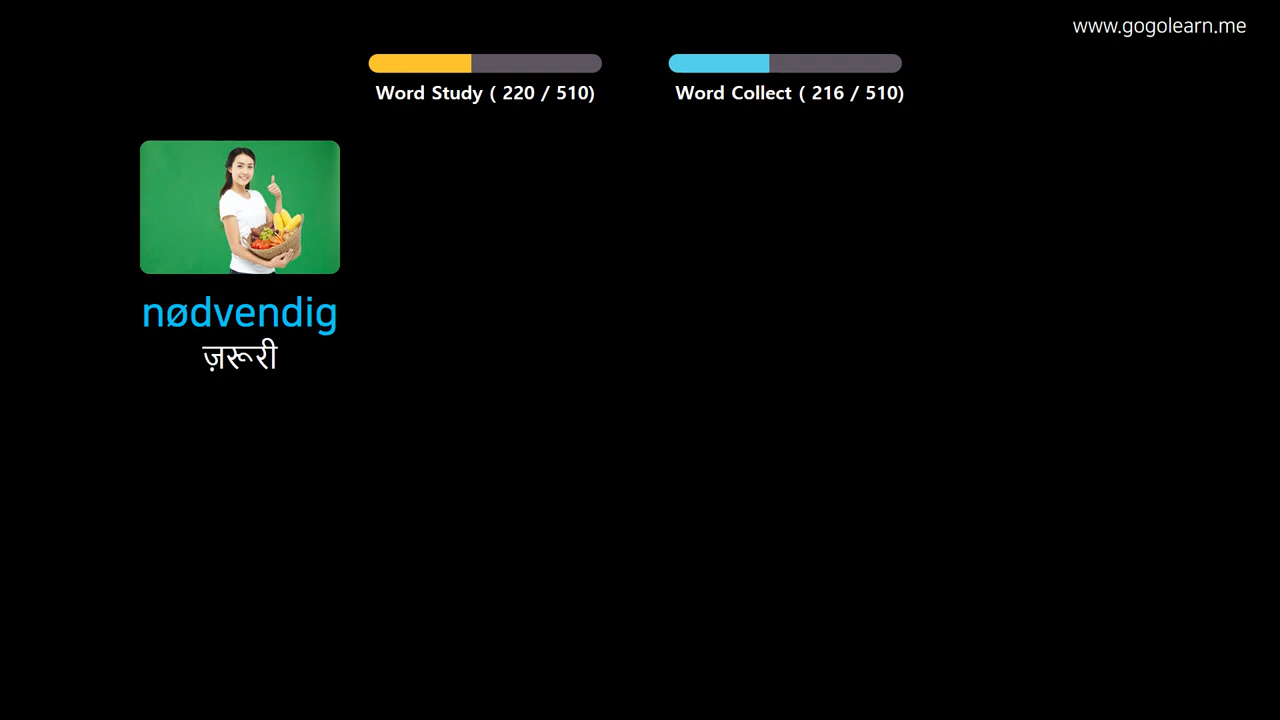 www.gogolearn.me
Word Study ( 220 / 510)
Word Collect ( 216 / 510)
nødvendig
ज़रूरी